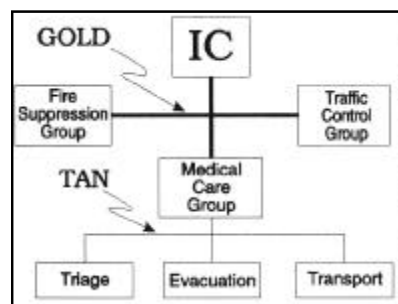 GOLD
IC
Fire
Suppression
Group
Traffic
Control
Group
Medical
Care
Group
TAN
Triage
Evacuation
Transport